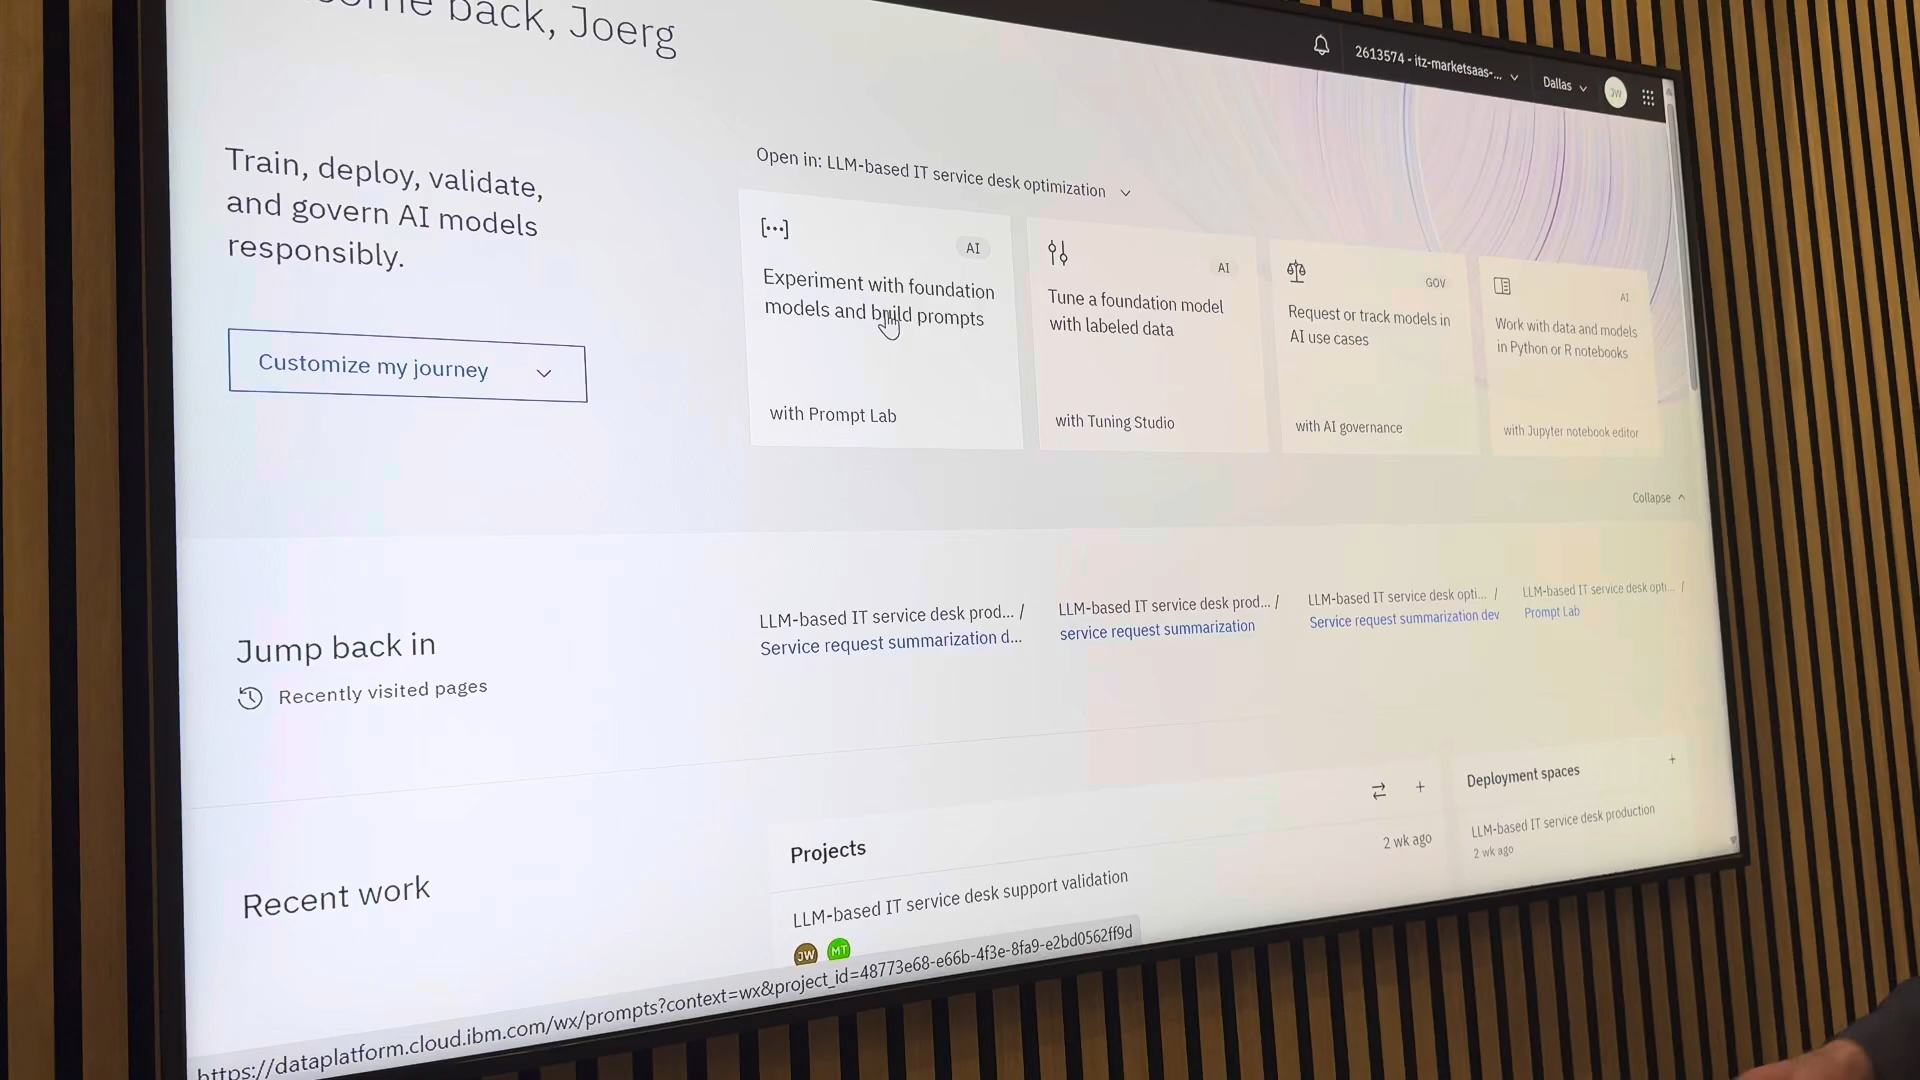 back, Joerg
2613574 - itz-marketsaas-...
Dallas
JW
Train, deploy, validate,
and govern AI models
responsibly.
Customize my journey
Open in: LLM-based IT service desk optimization
AI
Experiment with foundation
models and build prompts
with Prompt Lab
AI
Tune a foundation model
with labeled data
with Tuning Studio
GOV
Request or track models in
AI use cases
with AI governance
AI
Work with data and models
in Python or R notebooks
with Jupyter notebook editor
Collapse
Jump back in
Recently visited pages
LLM-based IT service desk prod... /
Service request summarization d...
LLM-based IT service desk prod... /
service request summarization
LLM-based IT service desk opti... /
Service request summarization dev
LLM-based IT service desk opti... /
Prompt Lab
Recent work
Projects
LLM-based IT service desk support validation
2 wk ago
JW
MT
Deployment spaces
LLM-based IT service desk production
2 wk ago
https://dataplatform.cloud.ibm.com/wx/prompts?context=wx&project_id=48773e68-e66b-4f3e-8fa9-e2bd0562ff9d